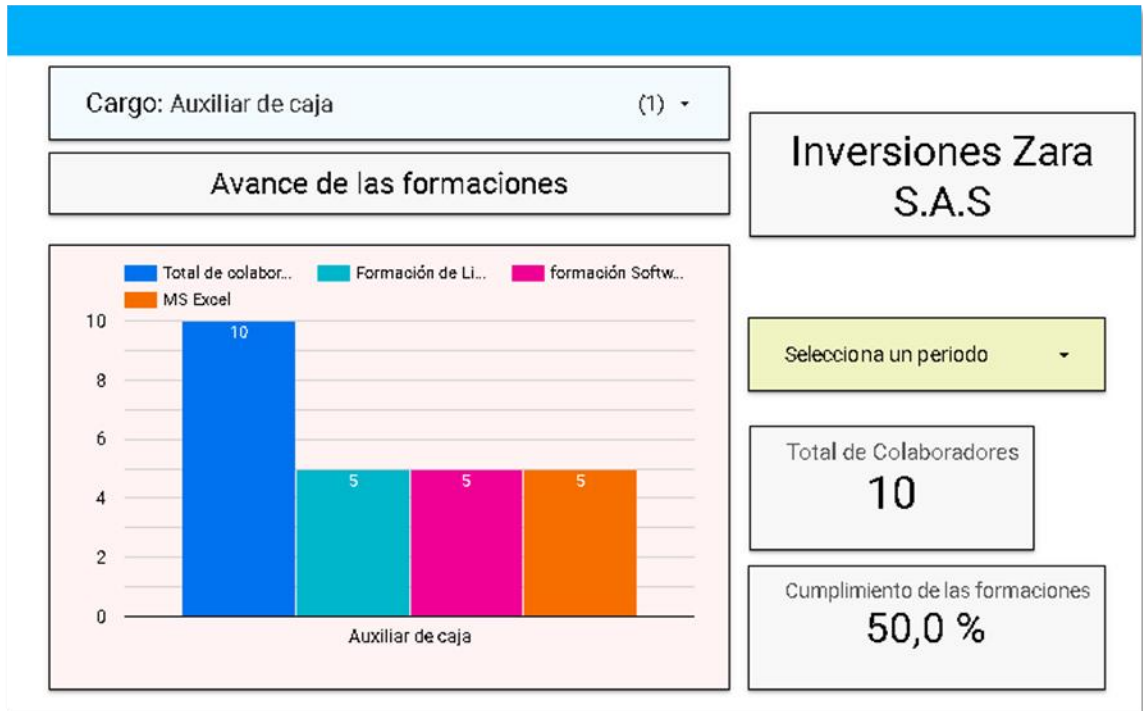 Cargo: Auxiliar de caja (1)
Avance de las formaciones
Inversiones Zara
S.A.S
Total de colabor... Formación de Li... formación Softw...
MS Excel
10
8
6
4
2
0
10
5
5
5
Auxiliar de caja
Selecciona un periodo
Total de Colaboradores
10
Cumplimiento de las formaciones
50,0 %